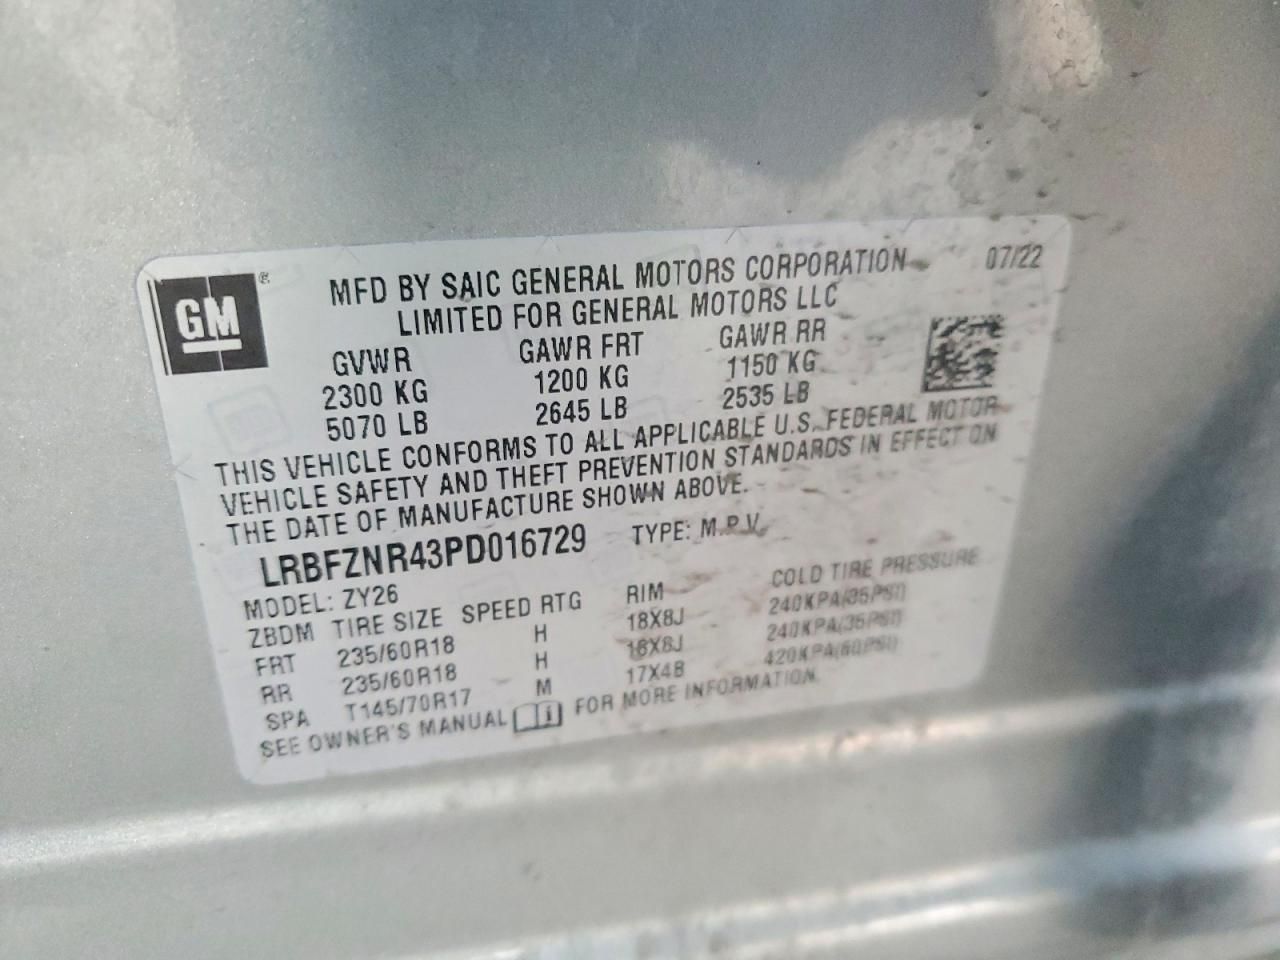 GM ®
MFD BY SAIC GENERAL MOTORS CORPORATION 07/22
LIMITED FOR GENERAL MOTORS LLC
GVWR GAWR FRT GAWR RR
2300 KG 1200 KG 1150 KG
5070 LB 2645 LB 2535 LB
THIS VEHICLE CONFORMS TO ALL APPLICABLE U.S. FEDERAL MOTOR
VEHICLE SAFETY AND THEFT PREVENTION STANDARDS IN EFFECT ON
THE DATE OF MANUFACTURE SHOWN ABOVE.
LRBFZNR43PD016729 TYPE: M.P.V.
MODEL: ZY26
ZBDM TIRE SIZE SPEED RTG RIM COLD TIRE PRESSURE
FRT 235/60R18 H 18X8J 240KPA(35PSI)
RR 235/60R18 H 18X8J 240KPA(35PSI)
SPA T145/70R17 M 17X4B 420KPA(60PSI)
SEE OWNER'S MANUAL FOR MORE INFORMATION.